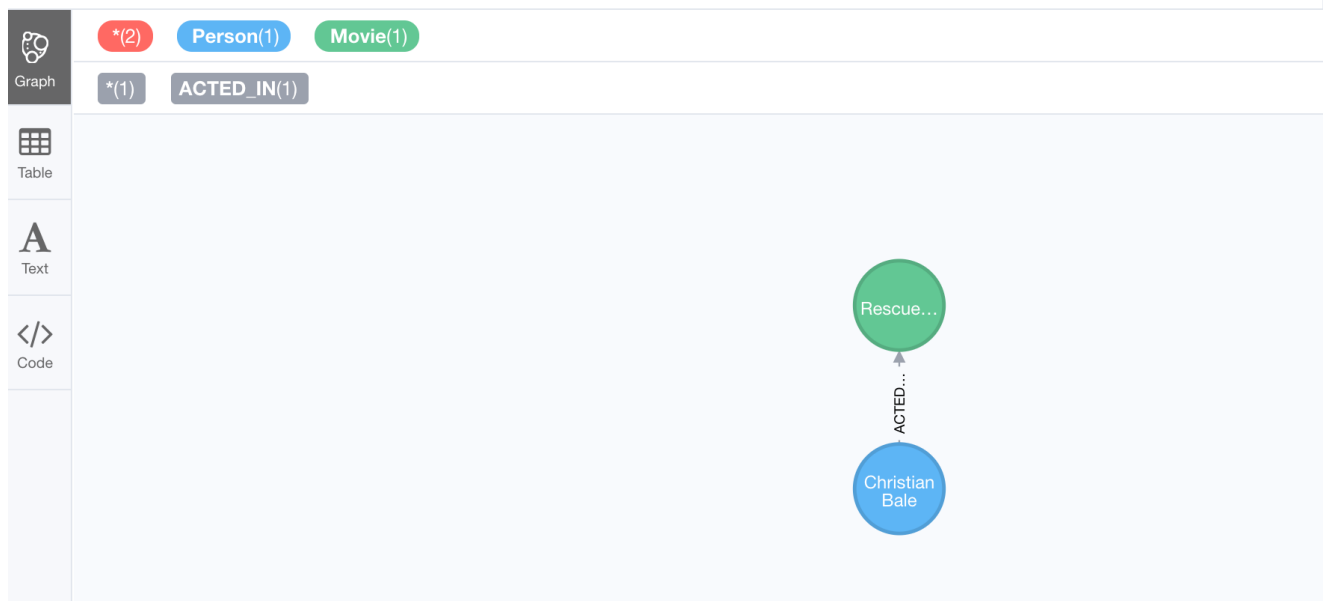 *(2) Person(1) Movie(1)
*(1) ACTED_IN(1)
Graph
Table
Text
Code
Rescue...
ACTED...
Christian
Bale